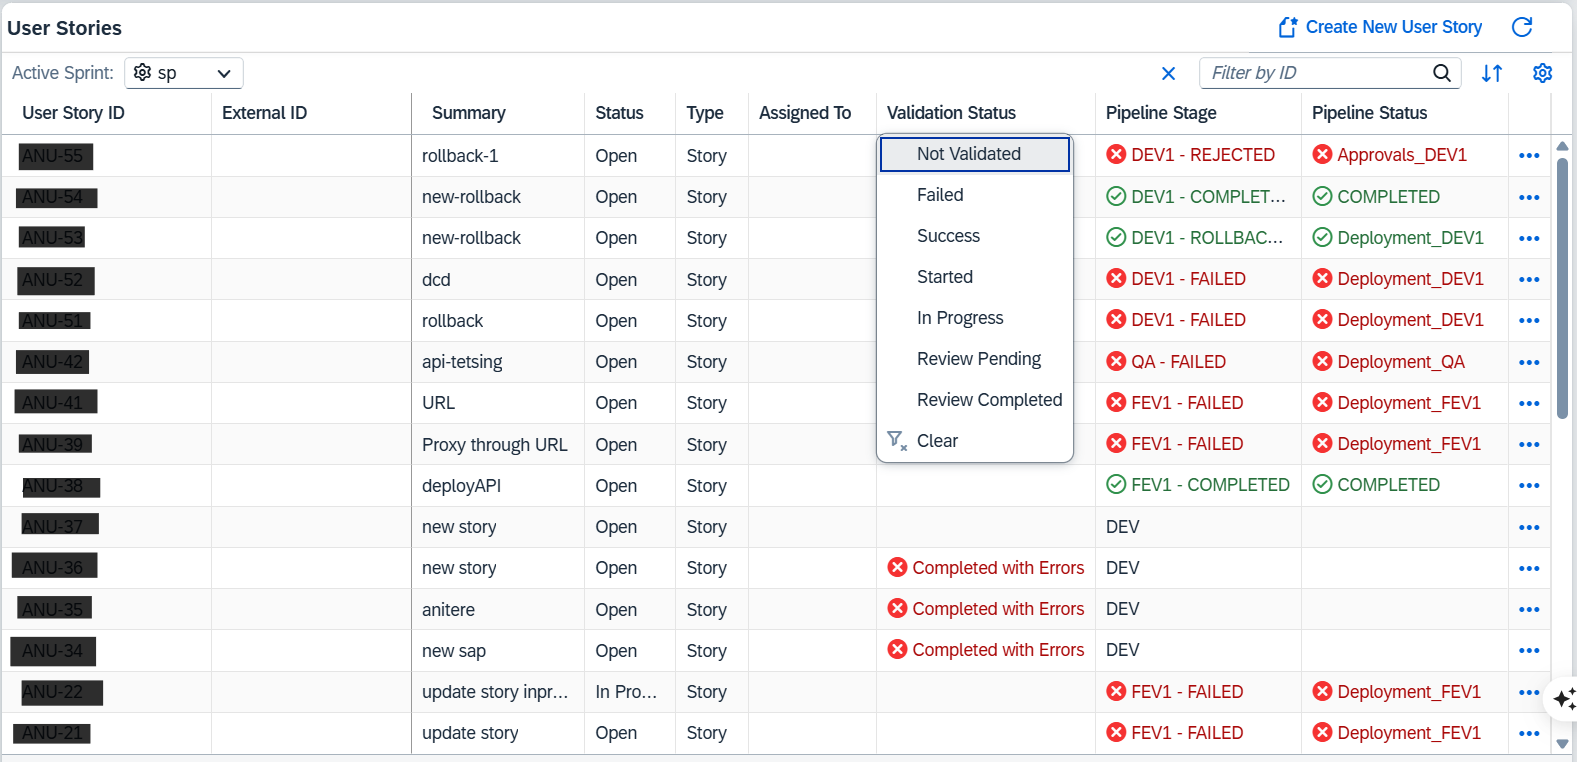 User Stories
Create New User Story
Active Sprint: sp
Filter by ID
User Story ID External ID Summary Status Type Assigned To Validation Status Pipeline Stage Pipeline Status
ANU-55 rollback-1 Open Story Not Validated DEV1 - REJECTED Approvals_DEV1
ANU-54 new-rollback Open Story Failed DEV1 - COMPLET... COMPLETED
ANU-53 new-rollback Open Story Success DEV1 - ROLLBAC... Deployment_DEV1
ANU-52 dcd Open Story Started DEV1 - FAILED Deployment_DEV1
ANU-51 rollback Open Story In Progress DEV1 - FAILED Deployment_DEV1
ANU-42 api-tetsing Open Story Review Pending QA - FAILED Deployment_QA
ANU-41 URL Open Story Review Completed FEV1 - FAILED Deployment_FEV1
ANU-39 Proxy through URL Open Story Clear FEV1 - FAILED Deployment_FEV1
ANU-38 deployAPI Open Story FEV1 - COMPLETED COMPLETED
ANU-37 new story Open Story DEV
ANU-36 new story Open Story Completed with Errors DEV
ANU-35 anitere Open Story Completed with Errors DEV
ANU-34 new sap Open Story Completed with Errors DEV
ANU-22 update story inpr... In Pro... Story FEV1 - FAILED Deployment_FEV1
ANU-21 update story Open Story FEV1 - FAILED Deployment_FEV1